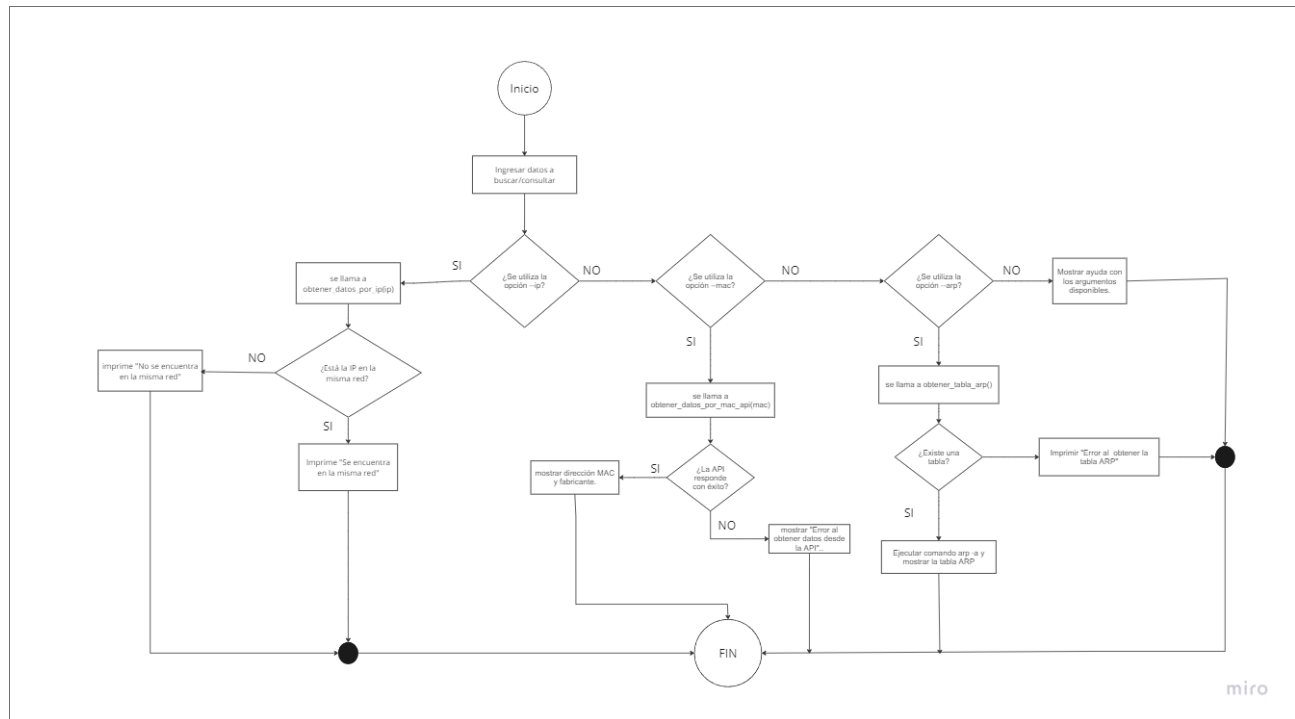 Inicio
Ingresar datos a
buscar/consultar
¿Se utiliza la
opción --ip?
SI
NO
¿Se utiliza la
opción --mac?
NO
¿Se utiliza la
opción --arp?
NO
Mostrar ayuda con
los argumentos
disponibles.
se llama a
obtener_datos_por_ip(ip)
¿Está la IP en la
misma red?
NO
imprime "No se encuentra
en la misma red"
SI
Imprime "Se encuentra
en la misma red"
SI
se llama a
obtener_datos_por_mac_api(mac)
¿La API
responde
con éxito?
SI
mostrar dirección MAC
y fabricante.
NO
mostrar "Error al
obtener datos desde
la API"..
SI
se llama a obtener_tabla_arp()
¿Existe una
tabla?
Imprimir "Error al obtener la
tabla ARP"
SI
Ejecutar comando arp -a y
mostrar la tabla ARP
FIN
miro